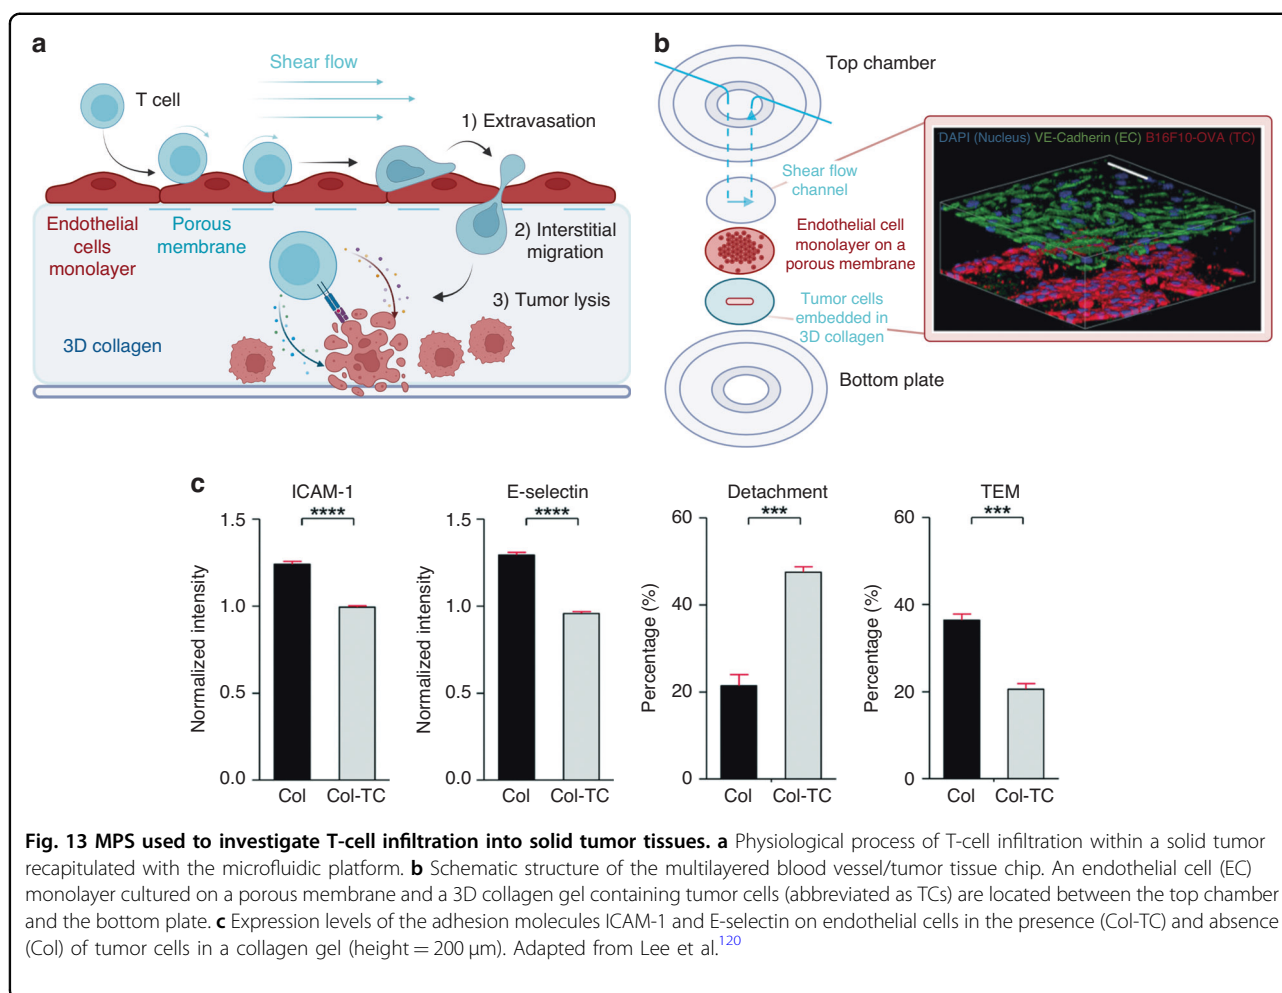 a
Shear flow
T cell
1) Extravasation
Endothelial
cells
monolayer
Porous
membrane
2) Interstitial
migration
3) Tumor lysis
3D collagen
b
Top chamber
Shear flow
channel
Endothelial cell
monolayer on a
porous membrane
Tumor cells
embedded in
3D collagen
Bottom plate
DAPI (Nucleus) VE-Cadherin (EC) B16F10-OVA (TC)
c
ICAM-1
****
1.5
1.0
0.5
0.0
Normalized intensity
Col Col-TC
E-selectin
****
1.5
1.0
0.5
0.0
Normalized intensity
Col Col-TC
Detachment
***
60
40
20
0
Percentage (%)
Col Col-TC
TEM
***
60
40
20
0
Percentage (%)
Col Col-TC
Fig. 13 MPS used to investigate T-cell infiltration into solid tumor tissues. a Physiological process of T-cell infiltration within a solid tumor
recapitulated with the microfluidic platform. b Schematic structure of the multilayered blood vessel/tumor tissue chip. An endothelial cell (EC)
monolayer cultured on a porous membrane and a 3D collagen gel containing tumor cells (abbreviated as TCs) are located between the top chamber
and the bottom plate. c Expression levels of the adhesion molecules ICAM-1 and E-selectin on endothelial cells in the presence (Col-TC) and absence
(Col) of tumor cells in a collagen gel (height = 200 μm). Adapted from Lee et al.120